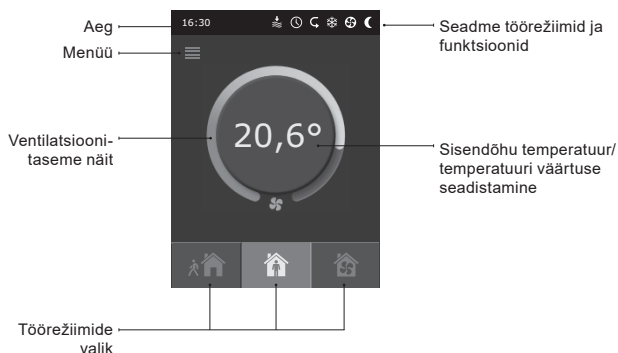 Aeg
Menüü
Ventilatsiooni-
taseme näit
16:30
20,6°
Seadme töörežiimid ja
funktsioonid
Sisendõhu temperatuur/
temperatuuri väärtuse
seadistamine
Töörežiimide
valik